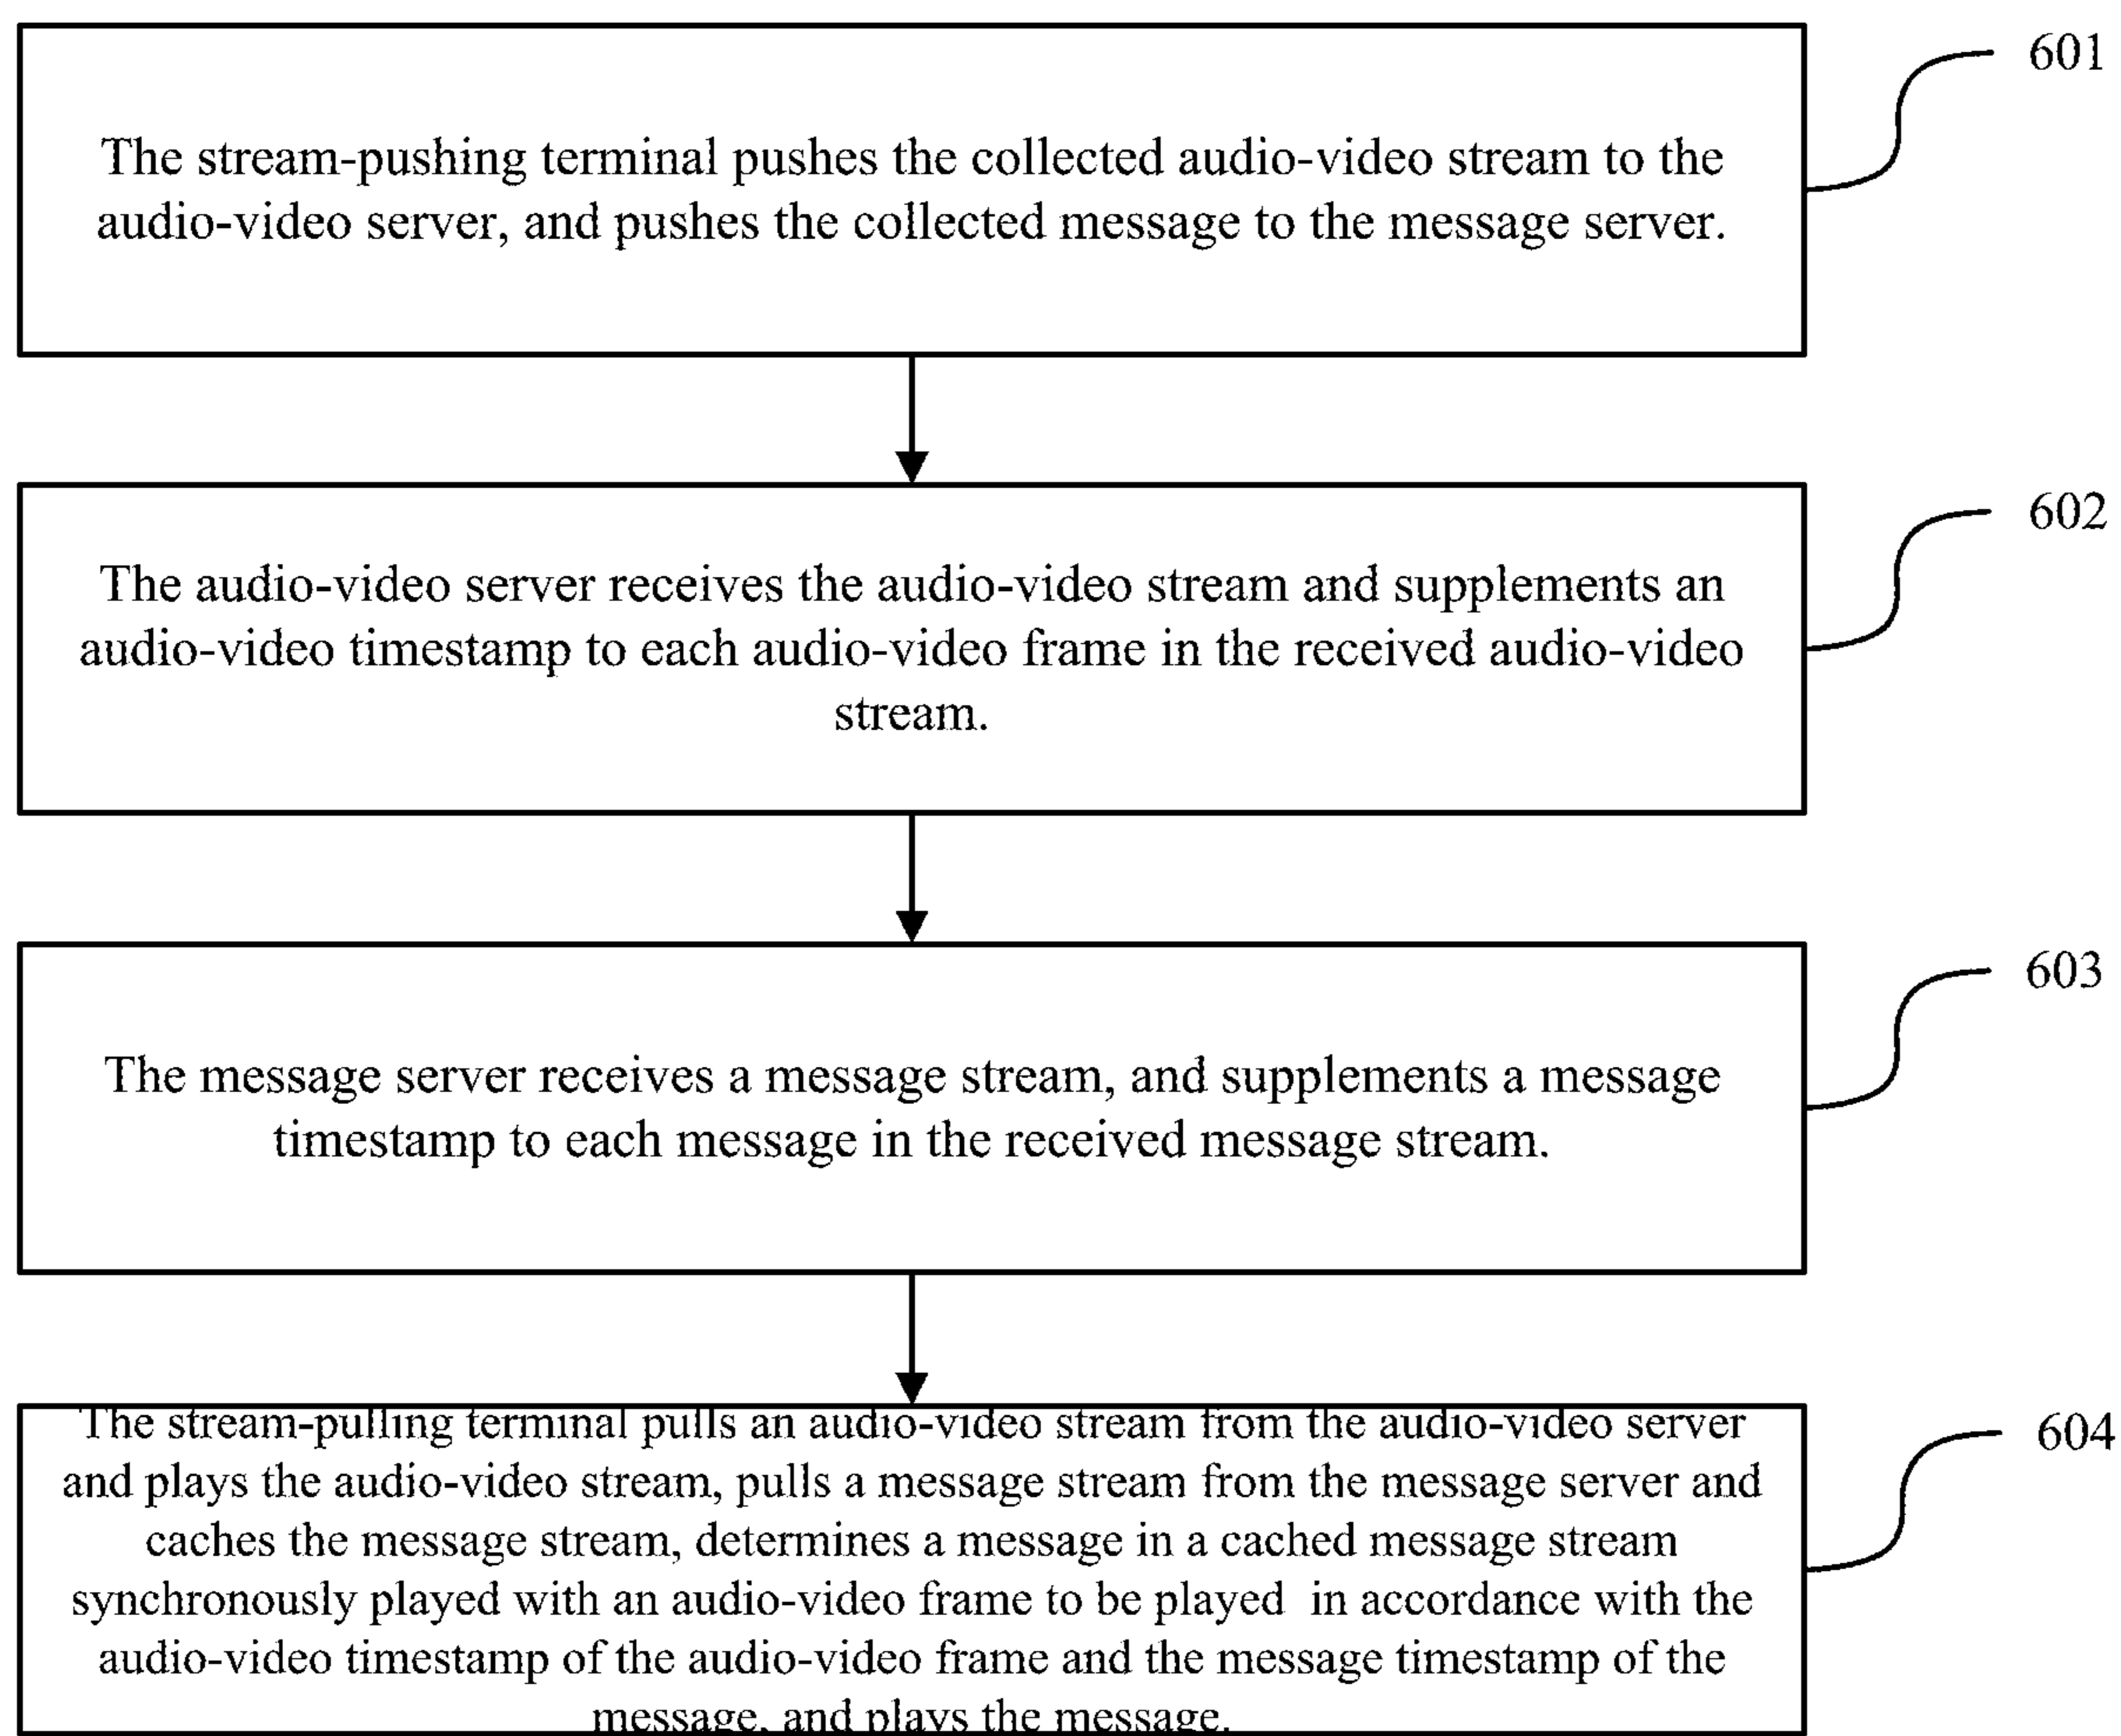 601
The stream-pushing terminal pushes the collected audio-video stream to the
audio-video server, and pushes the collected message to the message server.
602
The audio-video server receives the audio-video stream and supplements an
audio-video timestamp to each audio-video frame in the received audio-video
stream.
603
The message server receives a message stream, and supplements a message
timestamp to each message in the received message stream.
604
The stream-pulling terminal pulls an audio-video stream from the audio-video server
and plays the audio-video stream, pulls a message stream from the message server and
caches the message stream, determines a message in a cached message stream
synchronously played with an audio-video frame to be played in accordance with the
audio-video timestamp of the audio-video frame and the message timestamp of the
message, and plays the message.